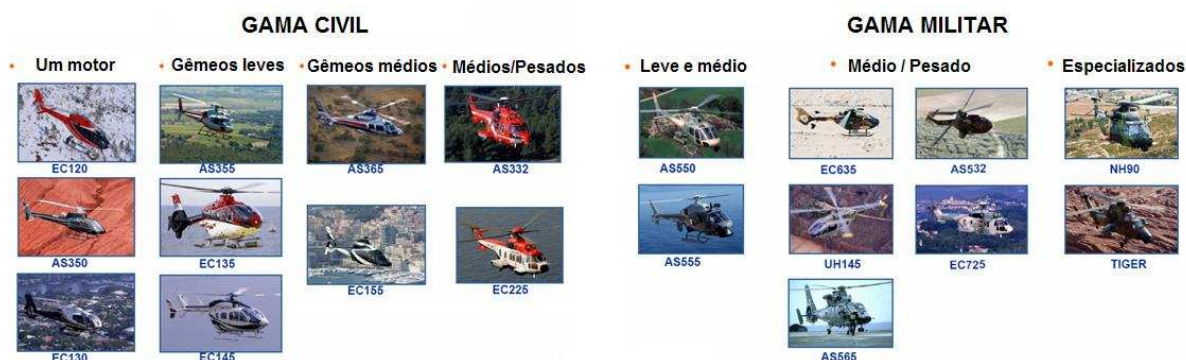 GAMA CIVIL
• Um motor
• Gêmeos leves
• Gêmeos médios
• Médios/Pesados
EC120
AS355
AS365
AS332
AS350
EC135
EC155
EC225
EC130
EC145
GAMA MILITAR
• Leve e médio
• Médio / Pesado
• Especializados
AS550
EC635
AS532
NH90
AS555
UH145
EC725
TIGER
AS565